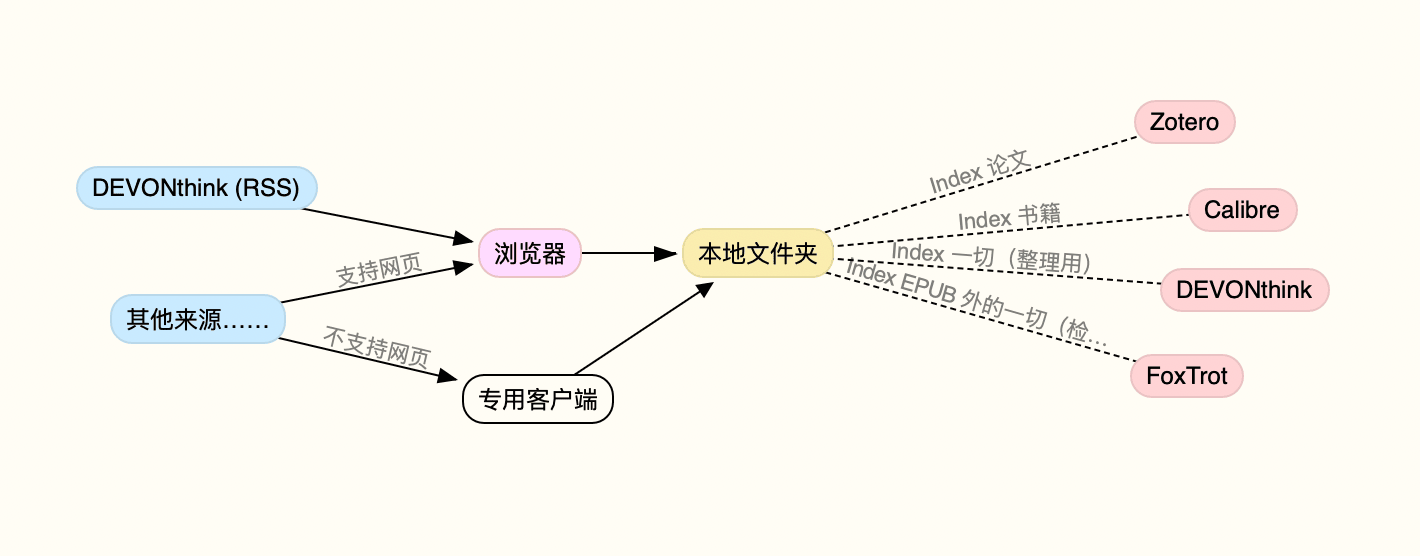 DEVONthink (RSS)
其他来源……
支持网页
不支持网页
浏览器
专用客户端
本地文件夹
Index 论文
Index 书籍
Index 一切（整理用）
Index EPUB 外的一切（检…
Zotero
Calibre
DEVONthink
FoxTrot